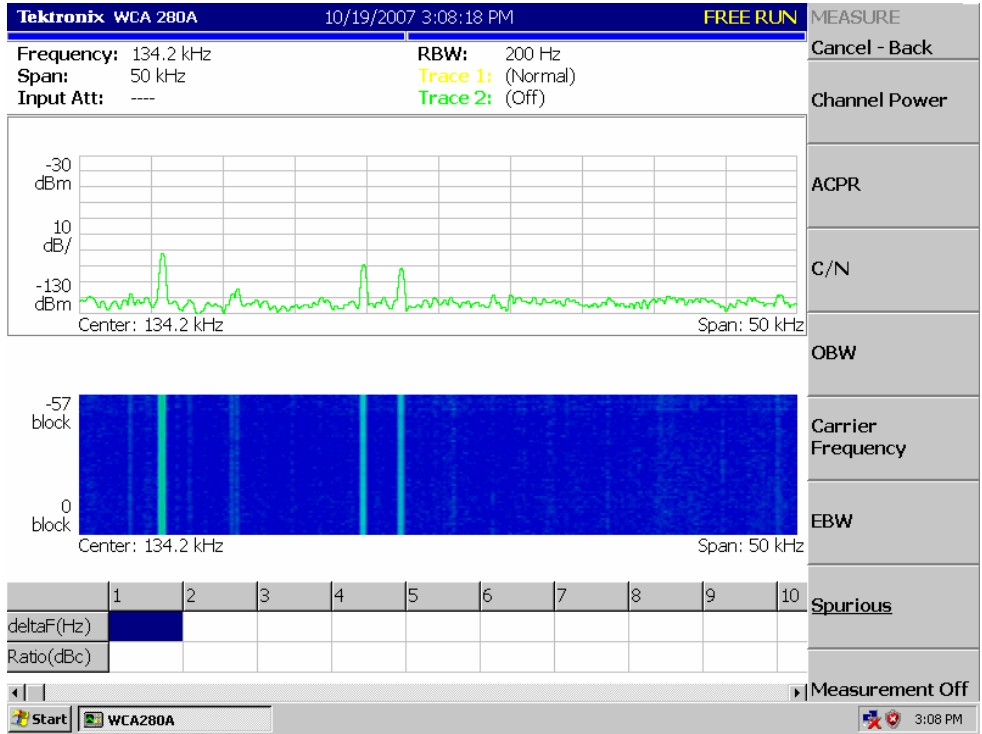 Tektronix WCA 280A 10/19/2007 3:08:18 PM FREE RUN
Frequency: 134.2 kHz RBW: 200 Hz
Span: 50 kHz Trace 1: (Normal)
Input Att: ---- Trace 2: (Off)
-30
dBm
10
dB/
-130
dBm
Center: 134.2 kHz Span: 50 kHz
-57
block
0
block
Center: 134.2 kHz Span: 50 kHz
1 2 3 4 5 6 7 8 9 10
deltaF(Hz)
Ratio(dBc)
MEASURE
Cancel - Back
Channel Power
ACPR
C/N
OBW
Carrier
Frequency
EBW
Spurious
Measurement Off
Start WCA280A 3:08 PM